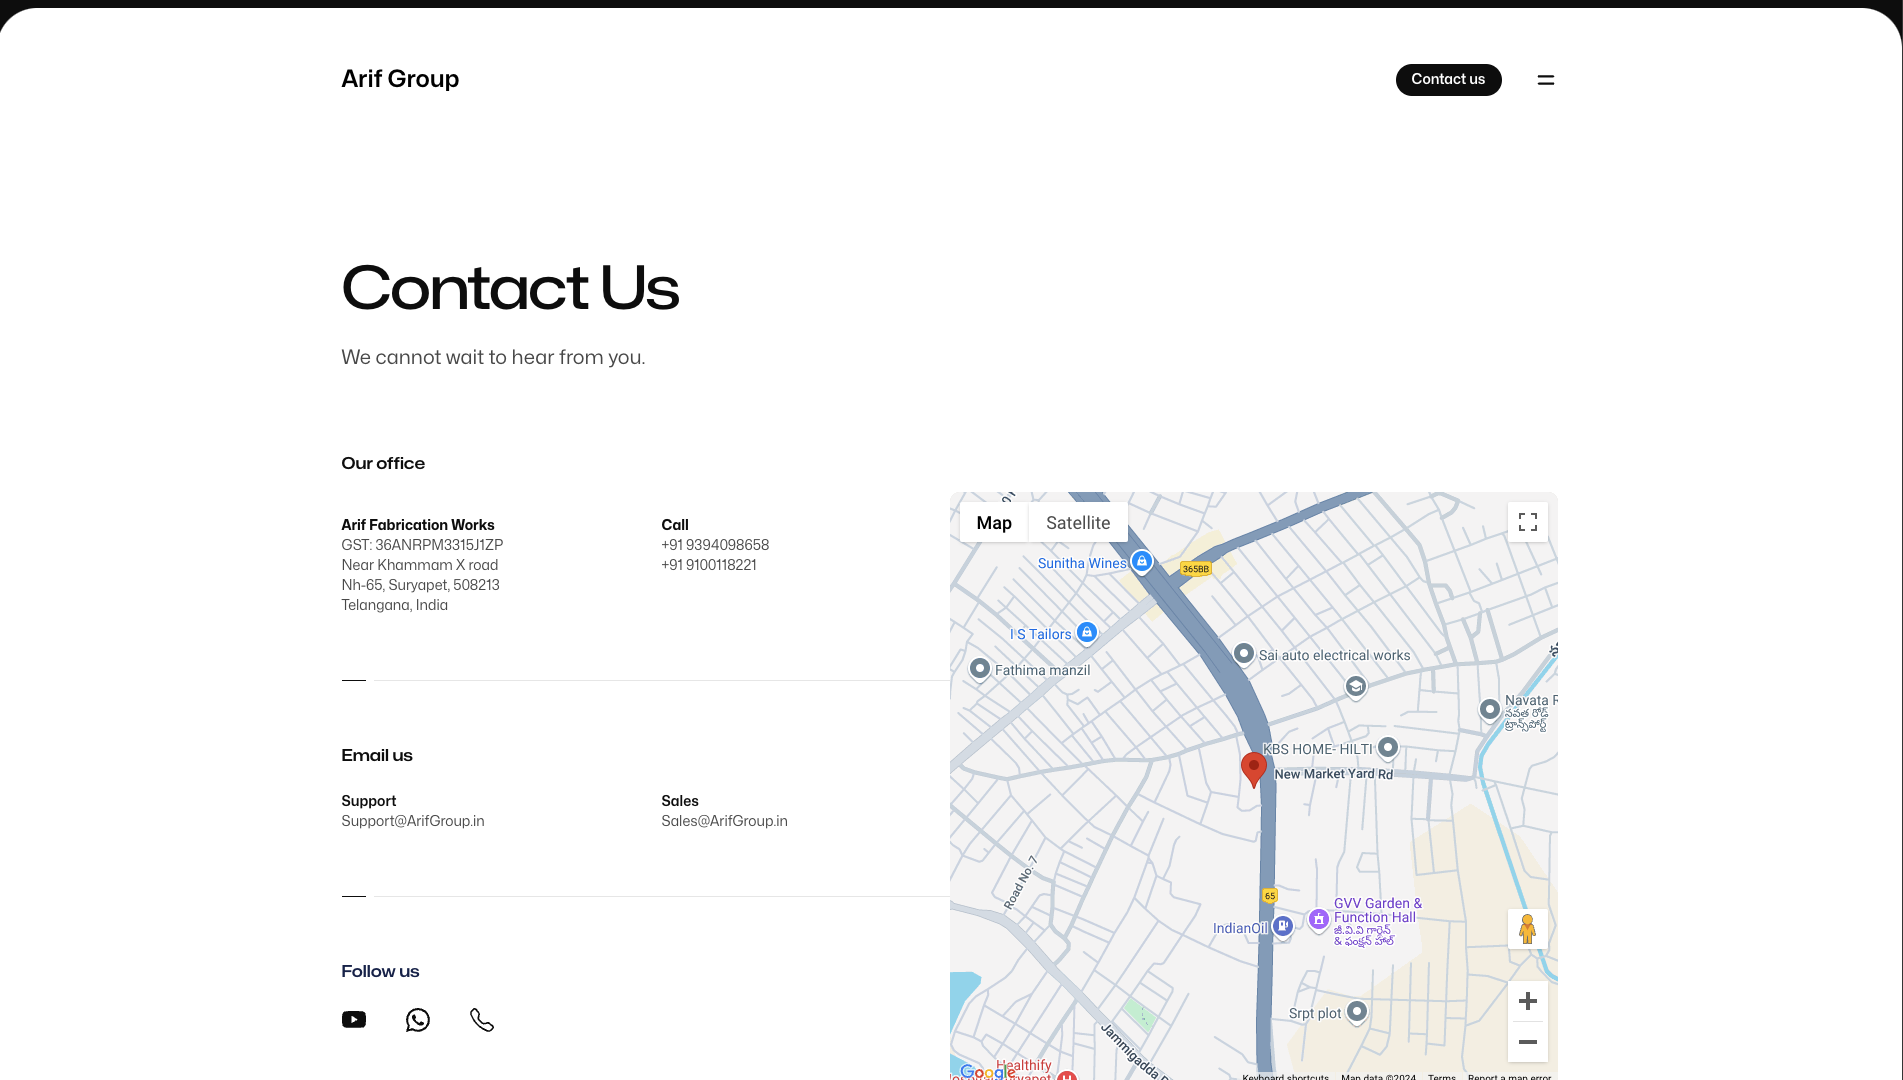 Arif Group
Contact us
Contact Us
We cannot wait to hear from you.
Our office
Arif Fabrication Works
GST: 36ANRPM3315J1ZP
Near Khammam X road
Nh-65, Suryapet, 508213
Telangana, India
Call
+91 9394098658
+91 9100118221
Email us
Support
Support@ArifGroup.in
Sales
Sales@ArifGroup.in
Follow us
Map
Satellite
Sunitha Wines
365BB
I S Tailors
Fathima manzil
Sai auto electrical works
Navata R
నవత రోడ్
ట్రాన్స్‌పోర్ట్
KBS HOME- HILTI
New Market Yard Rd
Road No.-7
65
IndianOil
GVV Garden &
Function Hall
జీ.వి.వి గార్డెన్
& ఫంక్షన్ హాల్
Srpt plot
Jammigadda
Healthify
Google
Keyboard shortcuts
Map data ©2024
Terms
Report a map error